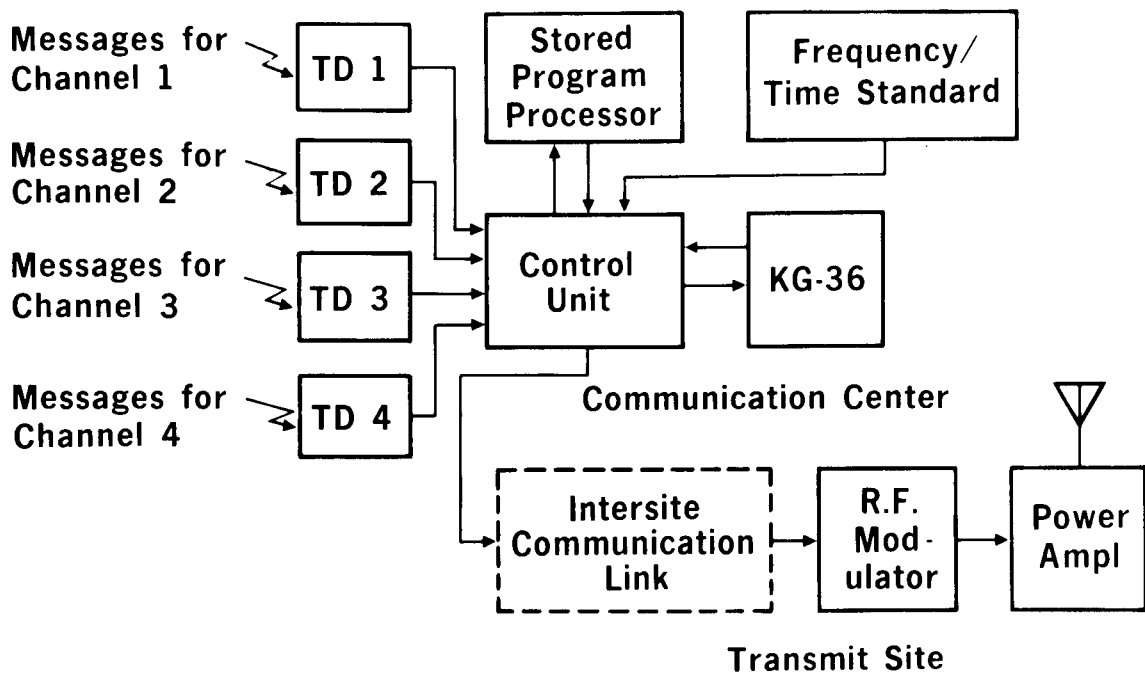 Messages for
Channel 1
TD 1
Stored
Program
Processor
Frequency/
Time Standard
Messages for
Channel 2
TD 2
Messages for
Channel 3
TD 3
Control
Unit
KG-36
Messages for
Channel 4
TD 4
Communication Center
Intersite
Communication
Link
R.F.
Mod-
ulator
Power
Ampl
Transmit Site